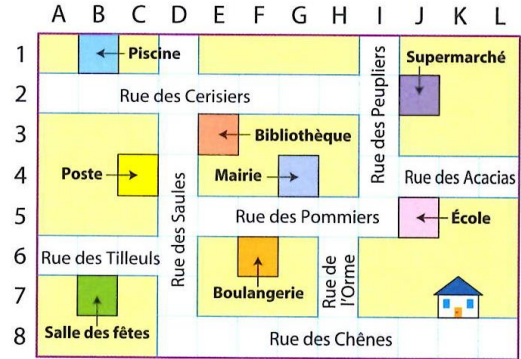 A B C D E F G H I J K L
1
Piscine
Supermarché
Rue des Peupliers
2
Rue des Cerisiers
3
Bibliothèque
Poste
4
Mairie
Rue des Acacias
Rue des Saules
5
Rue des Pommiers
École
6
Rue des Tilleuls
Rue de
l'Orme
7
Boulangerie
Salle des fêtes
8
Rue des Chênes